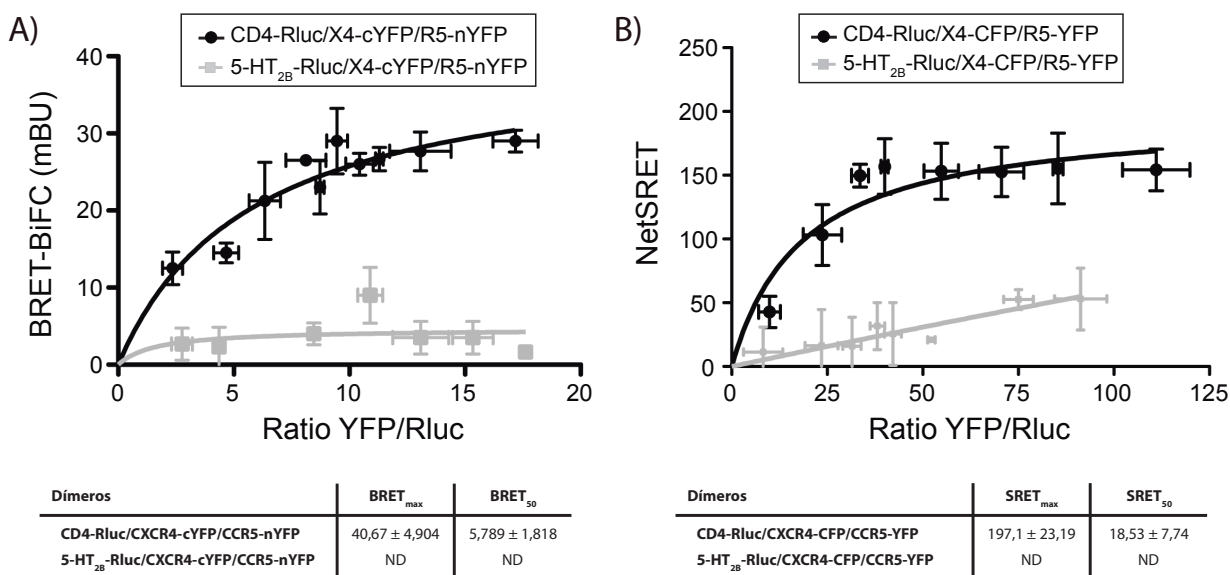 A)
CD4-Rluc/X4-cYFP/R5-nYFP
5-HT2B-Rluc/X4-cYFP/R5-nYFP
BRET-BiFC (mBU)
40
30
20
10
0
0 5 10 15 20
Ratio YFP/Rluc
Dímeros BRETmax BRET50
CD4-Rluc/CXCR4-cYFP/CCR5-nYFP 40,67 ± 4,904 5,789 ± 1,818
5-HT2B-Rluc/CXCR4-cYFP/CCR5-nYFP ND ND
B)
CD4-Rluc/X4-CFP/R5-YFP
5-HT2B-Rluc/X4-CFP/R5-YFP
NetSRET
250
200
150
100
50
0
0 25 50 75 100 125
Ratio YFP/Rluc
Dímeros SRETmax SRET50
CD4-Rluc/CXCR4-CFP/CCR5-YFP 197,1 ± 23,19 18,53 ± 7,74
5-HT2B-Rluc/CXCR4-CFP/CCR5-YFP ND ND